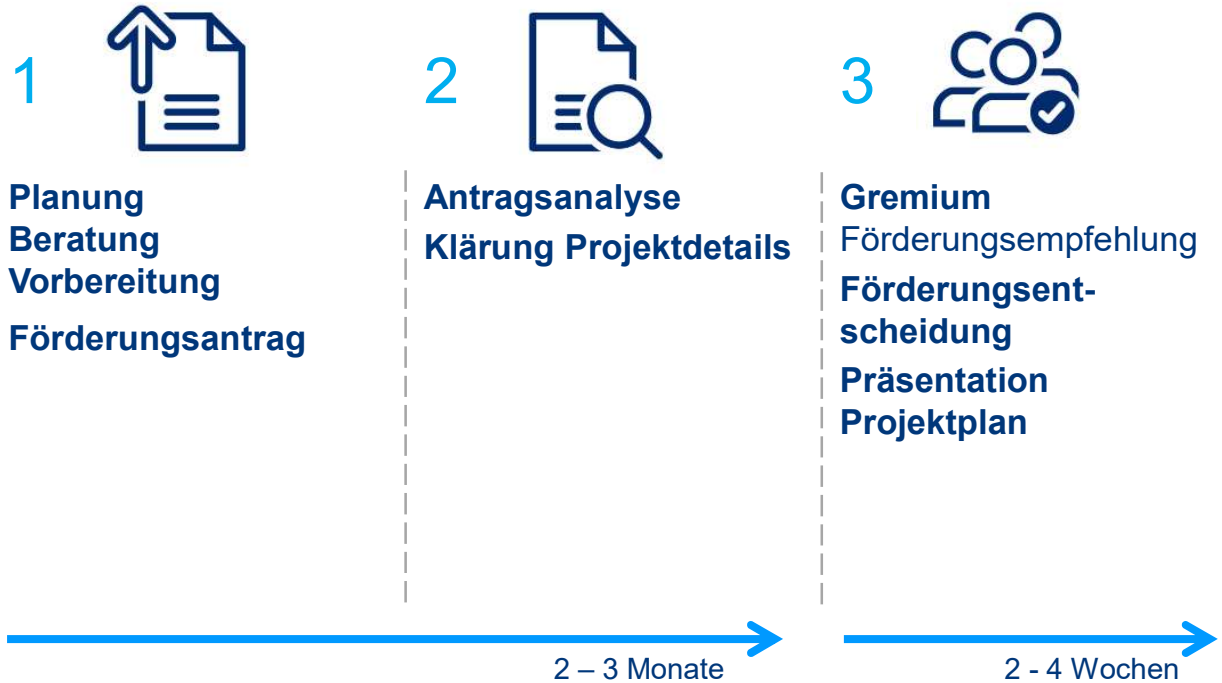 1
Planung
Beratung
Vorbereitung
Förderungsantrag
2
Antragsanalyse
Klärung Projektdetails
3
Gremium
Förderungsempfehlung
Förderungsent-
scheidung
Präsentation
Projektplan
2 – 3 Monate
2 - 4 Wochen